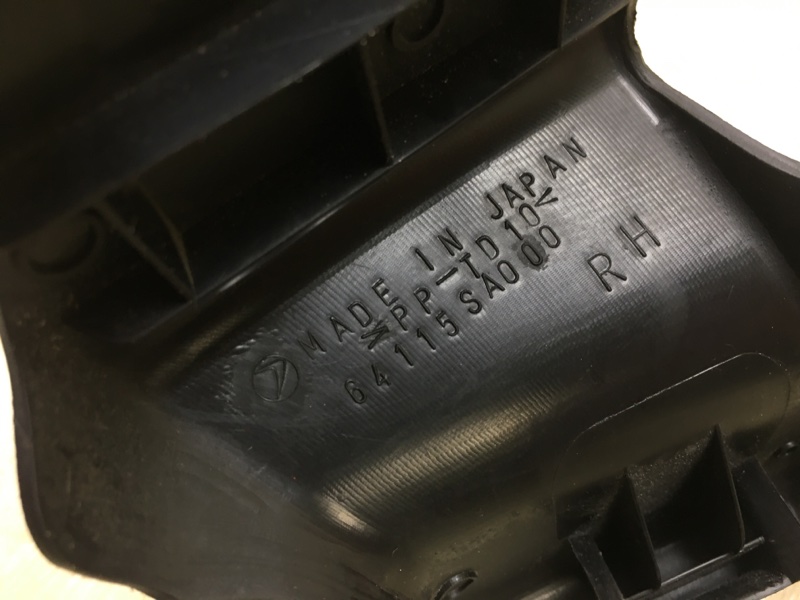 MADE IN JAPAN
>PP-TD10<
64115SA000
RH